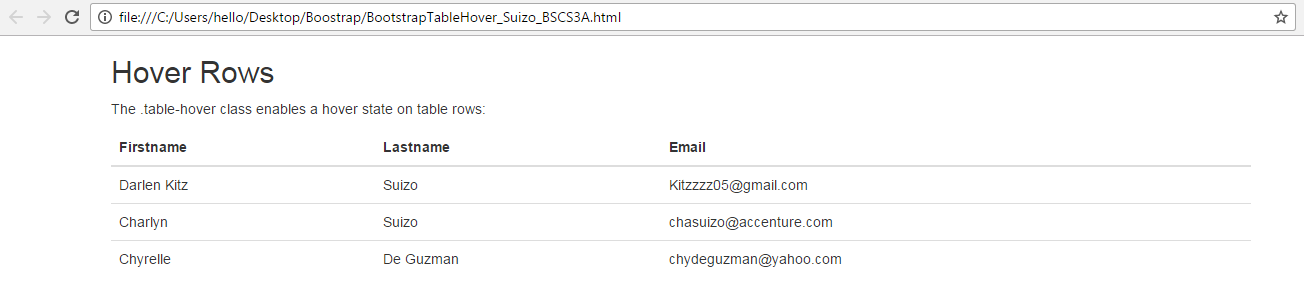 file:///C:/Users/hello/Desktop/Boostrap/BootstrapTableHover_Suizo_BSCS3A.html
Hover Rows
The .table-hover class enables a hover state on table rows:
Firstname Lastname Email
Darlen Kitz Suizo Kitzzzz05@gmail.com
Charlyn Suizo chasuizo@accenture.com
Chyrelle De Guzman chydeguzman@yahoo.com